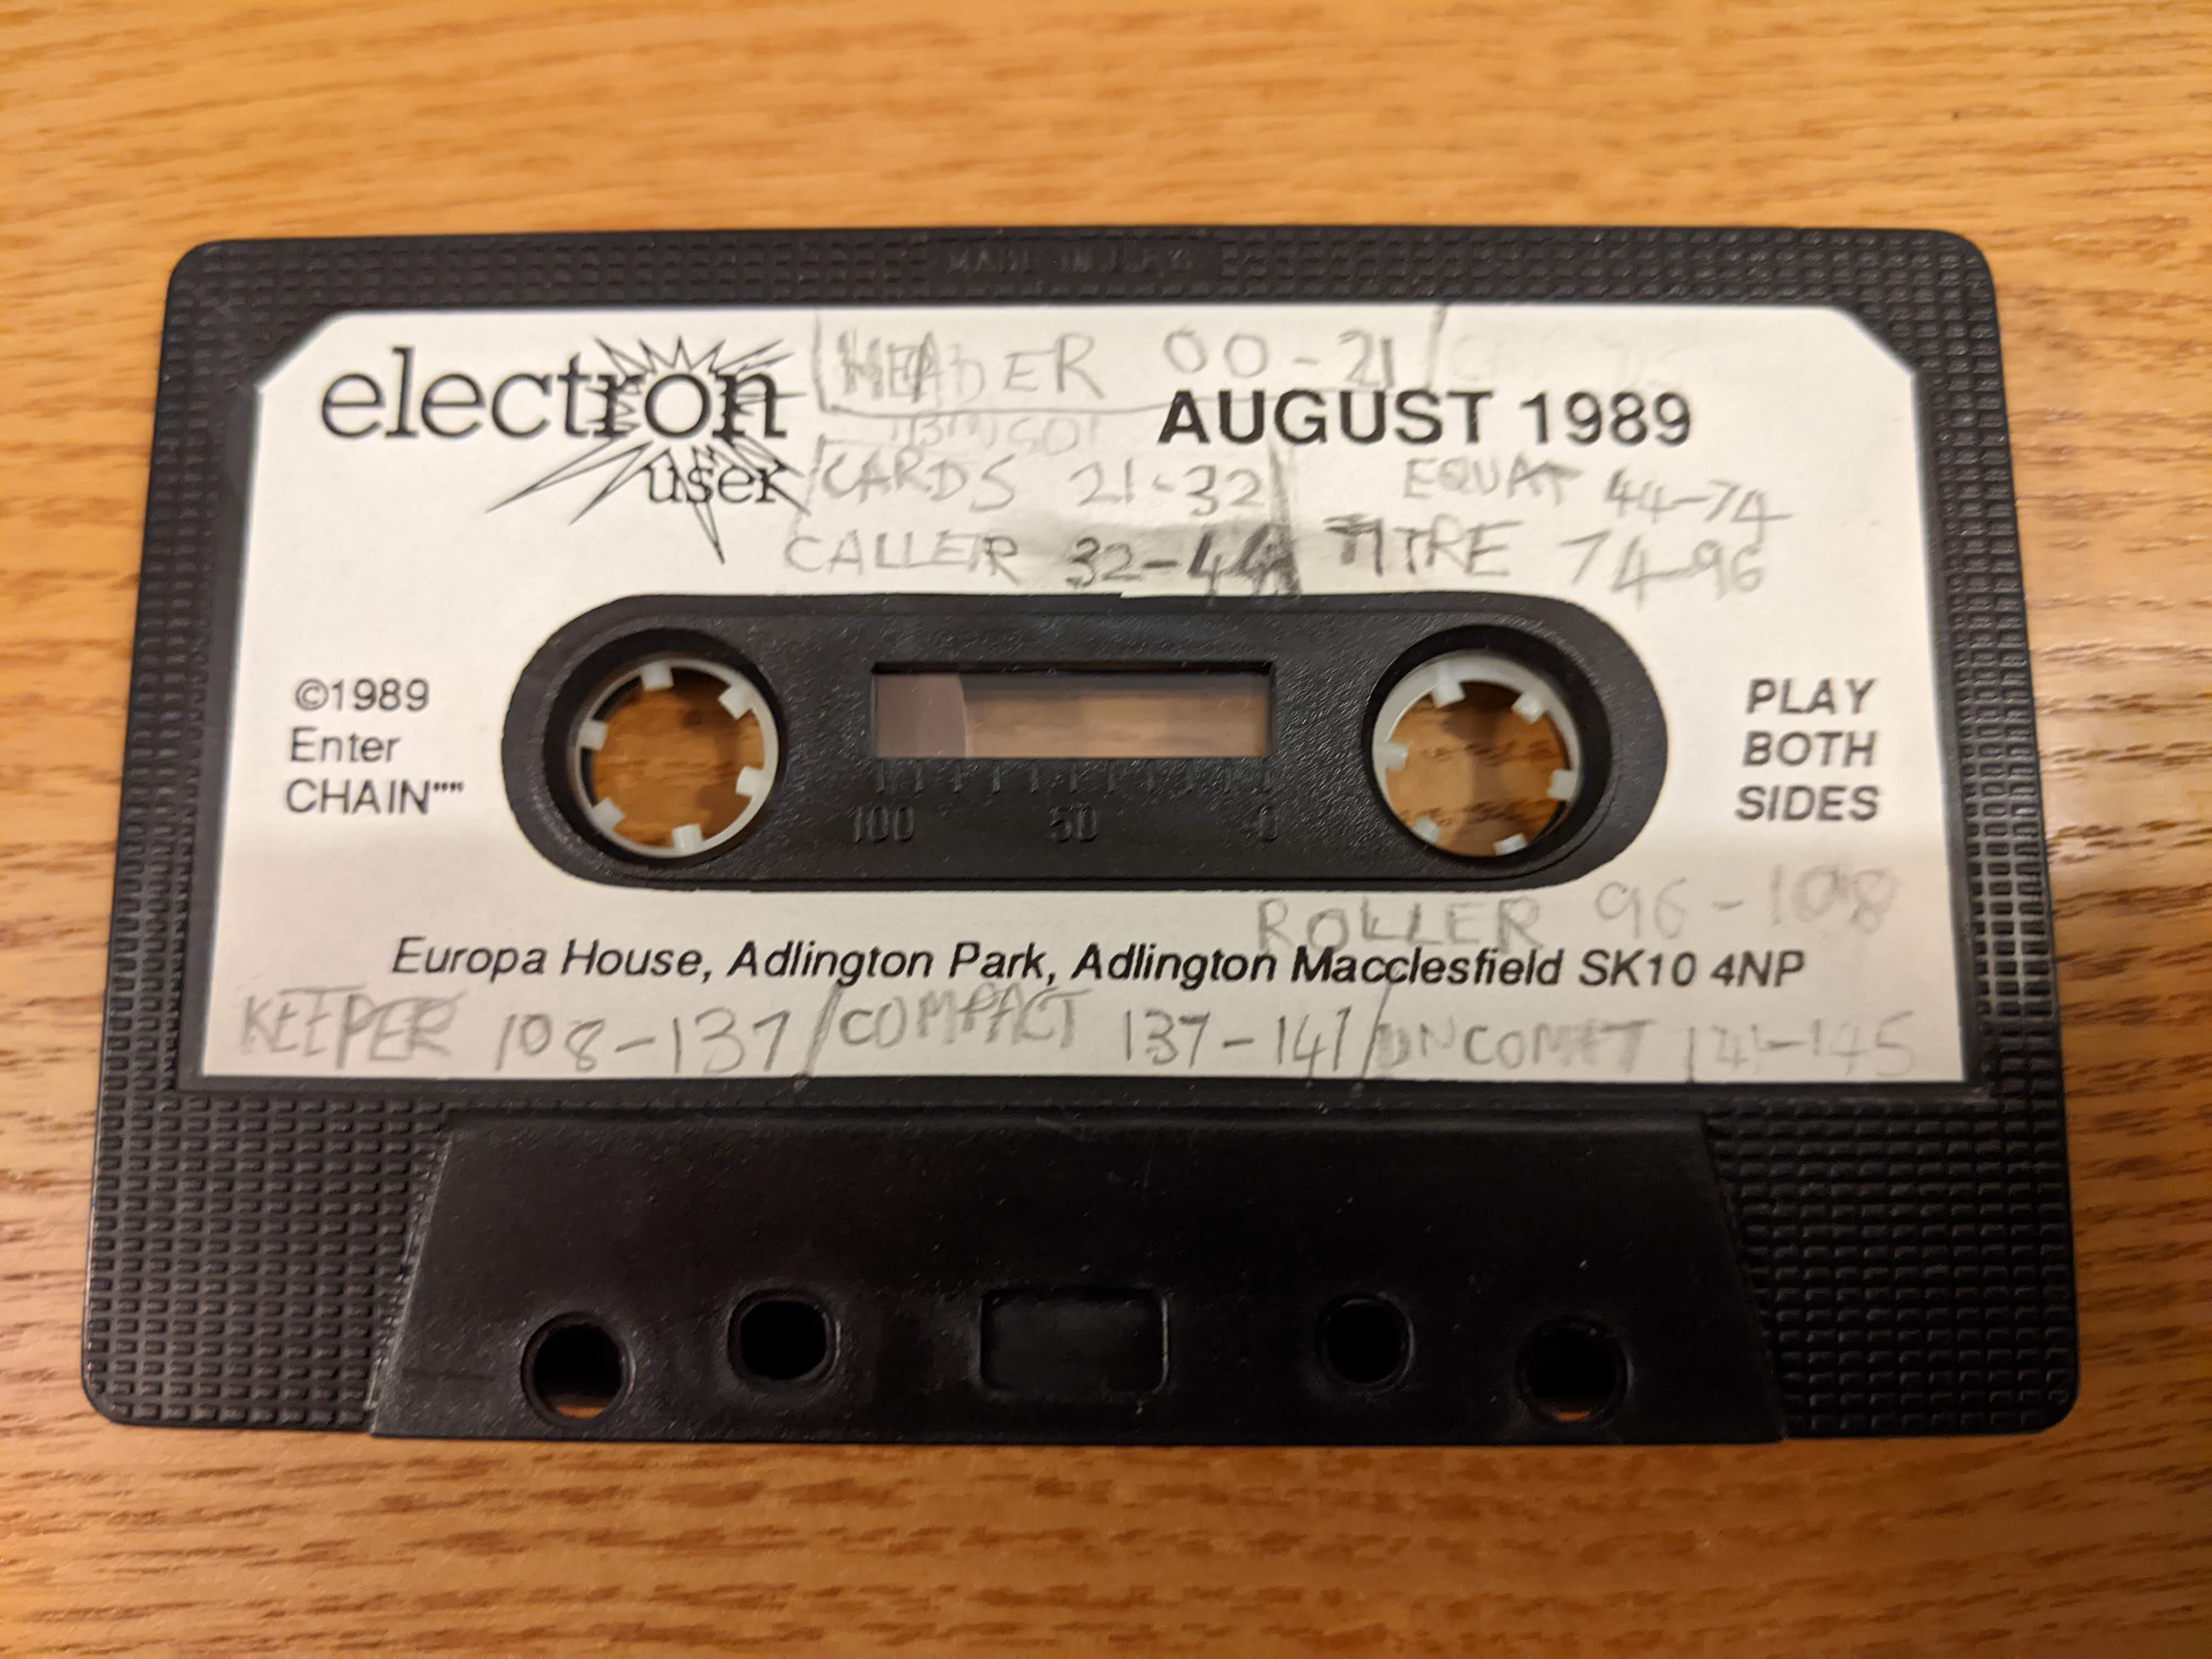 HEADER 00-21
electron
AUGUST 1989
user
CARDS 21-32 EQUAT 44-74
CALLER 32-44 TITRE 74-96
©1989
Enter
CHAIN""
PLAY
BOTH
SIDES
100 50 0
ROLLER 96-108
Europa House, Adlington Park, Adlington Macclesfield SK10 4NP
KEEPER 108-137/COMPACT 137-141/ 141-145